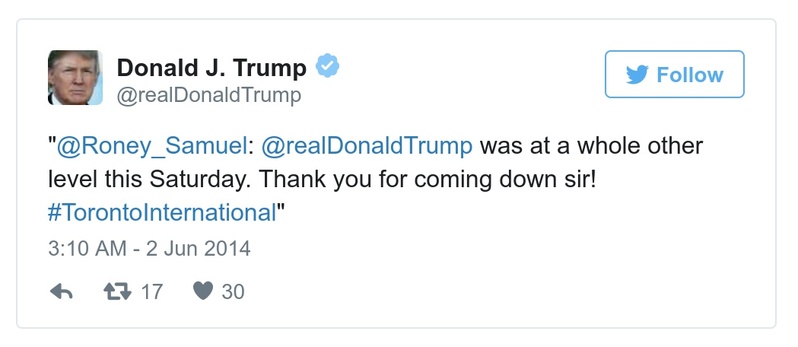 Donald J. Trump
@realDonaldTrump
Follow
"@Roney_Samuel: @realDonaldTrump was at a whole other
level this Saturday. Thank you for coming down sir!
#TorontoInternational"
3:10 AM - 2 Jun 2014
17 30